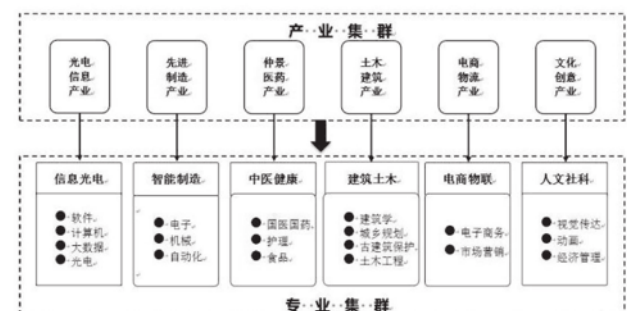 产业集群
光电 先进 仲景 土木 电商 文化
信息 制造 医药 建筑 物流 创意
产业 产业 产业 产业 产业 产业
信息光电 智能制造 中医健康 建筑土木 电商物联 人文社科
软件
计算机
大数据
光电
电子
机械
自动化
国医国药
护理
食品
建筑学
城乡规划
古建筑保护
土木工程
电子商务
市场营销
视觉传达
动画
经济管理
专业集群